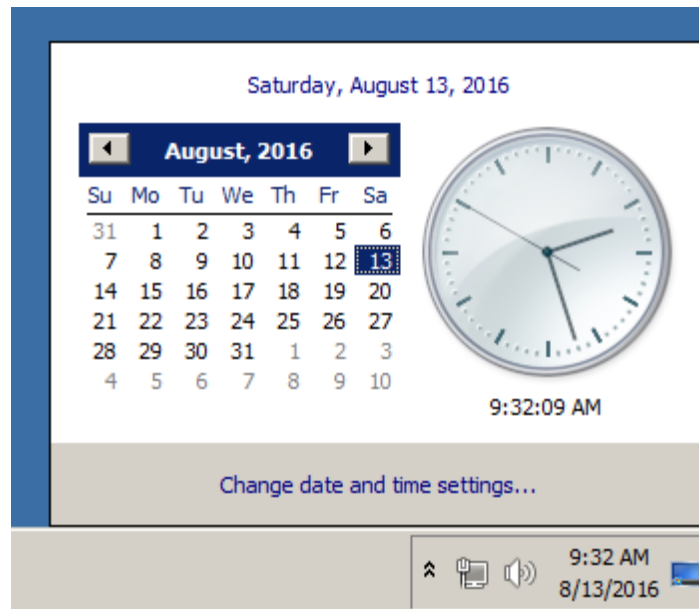 Saturday, August 13, 2016
August, 2016
Su Mo Tu We Th Fr Sa
31 1 2 3 4 5 6
7 8 9 10 11 12 13
14 15 16 17 18 19 20
21 22 23 24 25 26 27
28 29 30 31 1 2 3
4 5 6 7 8 9 10
9:32:09 AM
Change date and time settings...
9:32 AM
8/13/2016